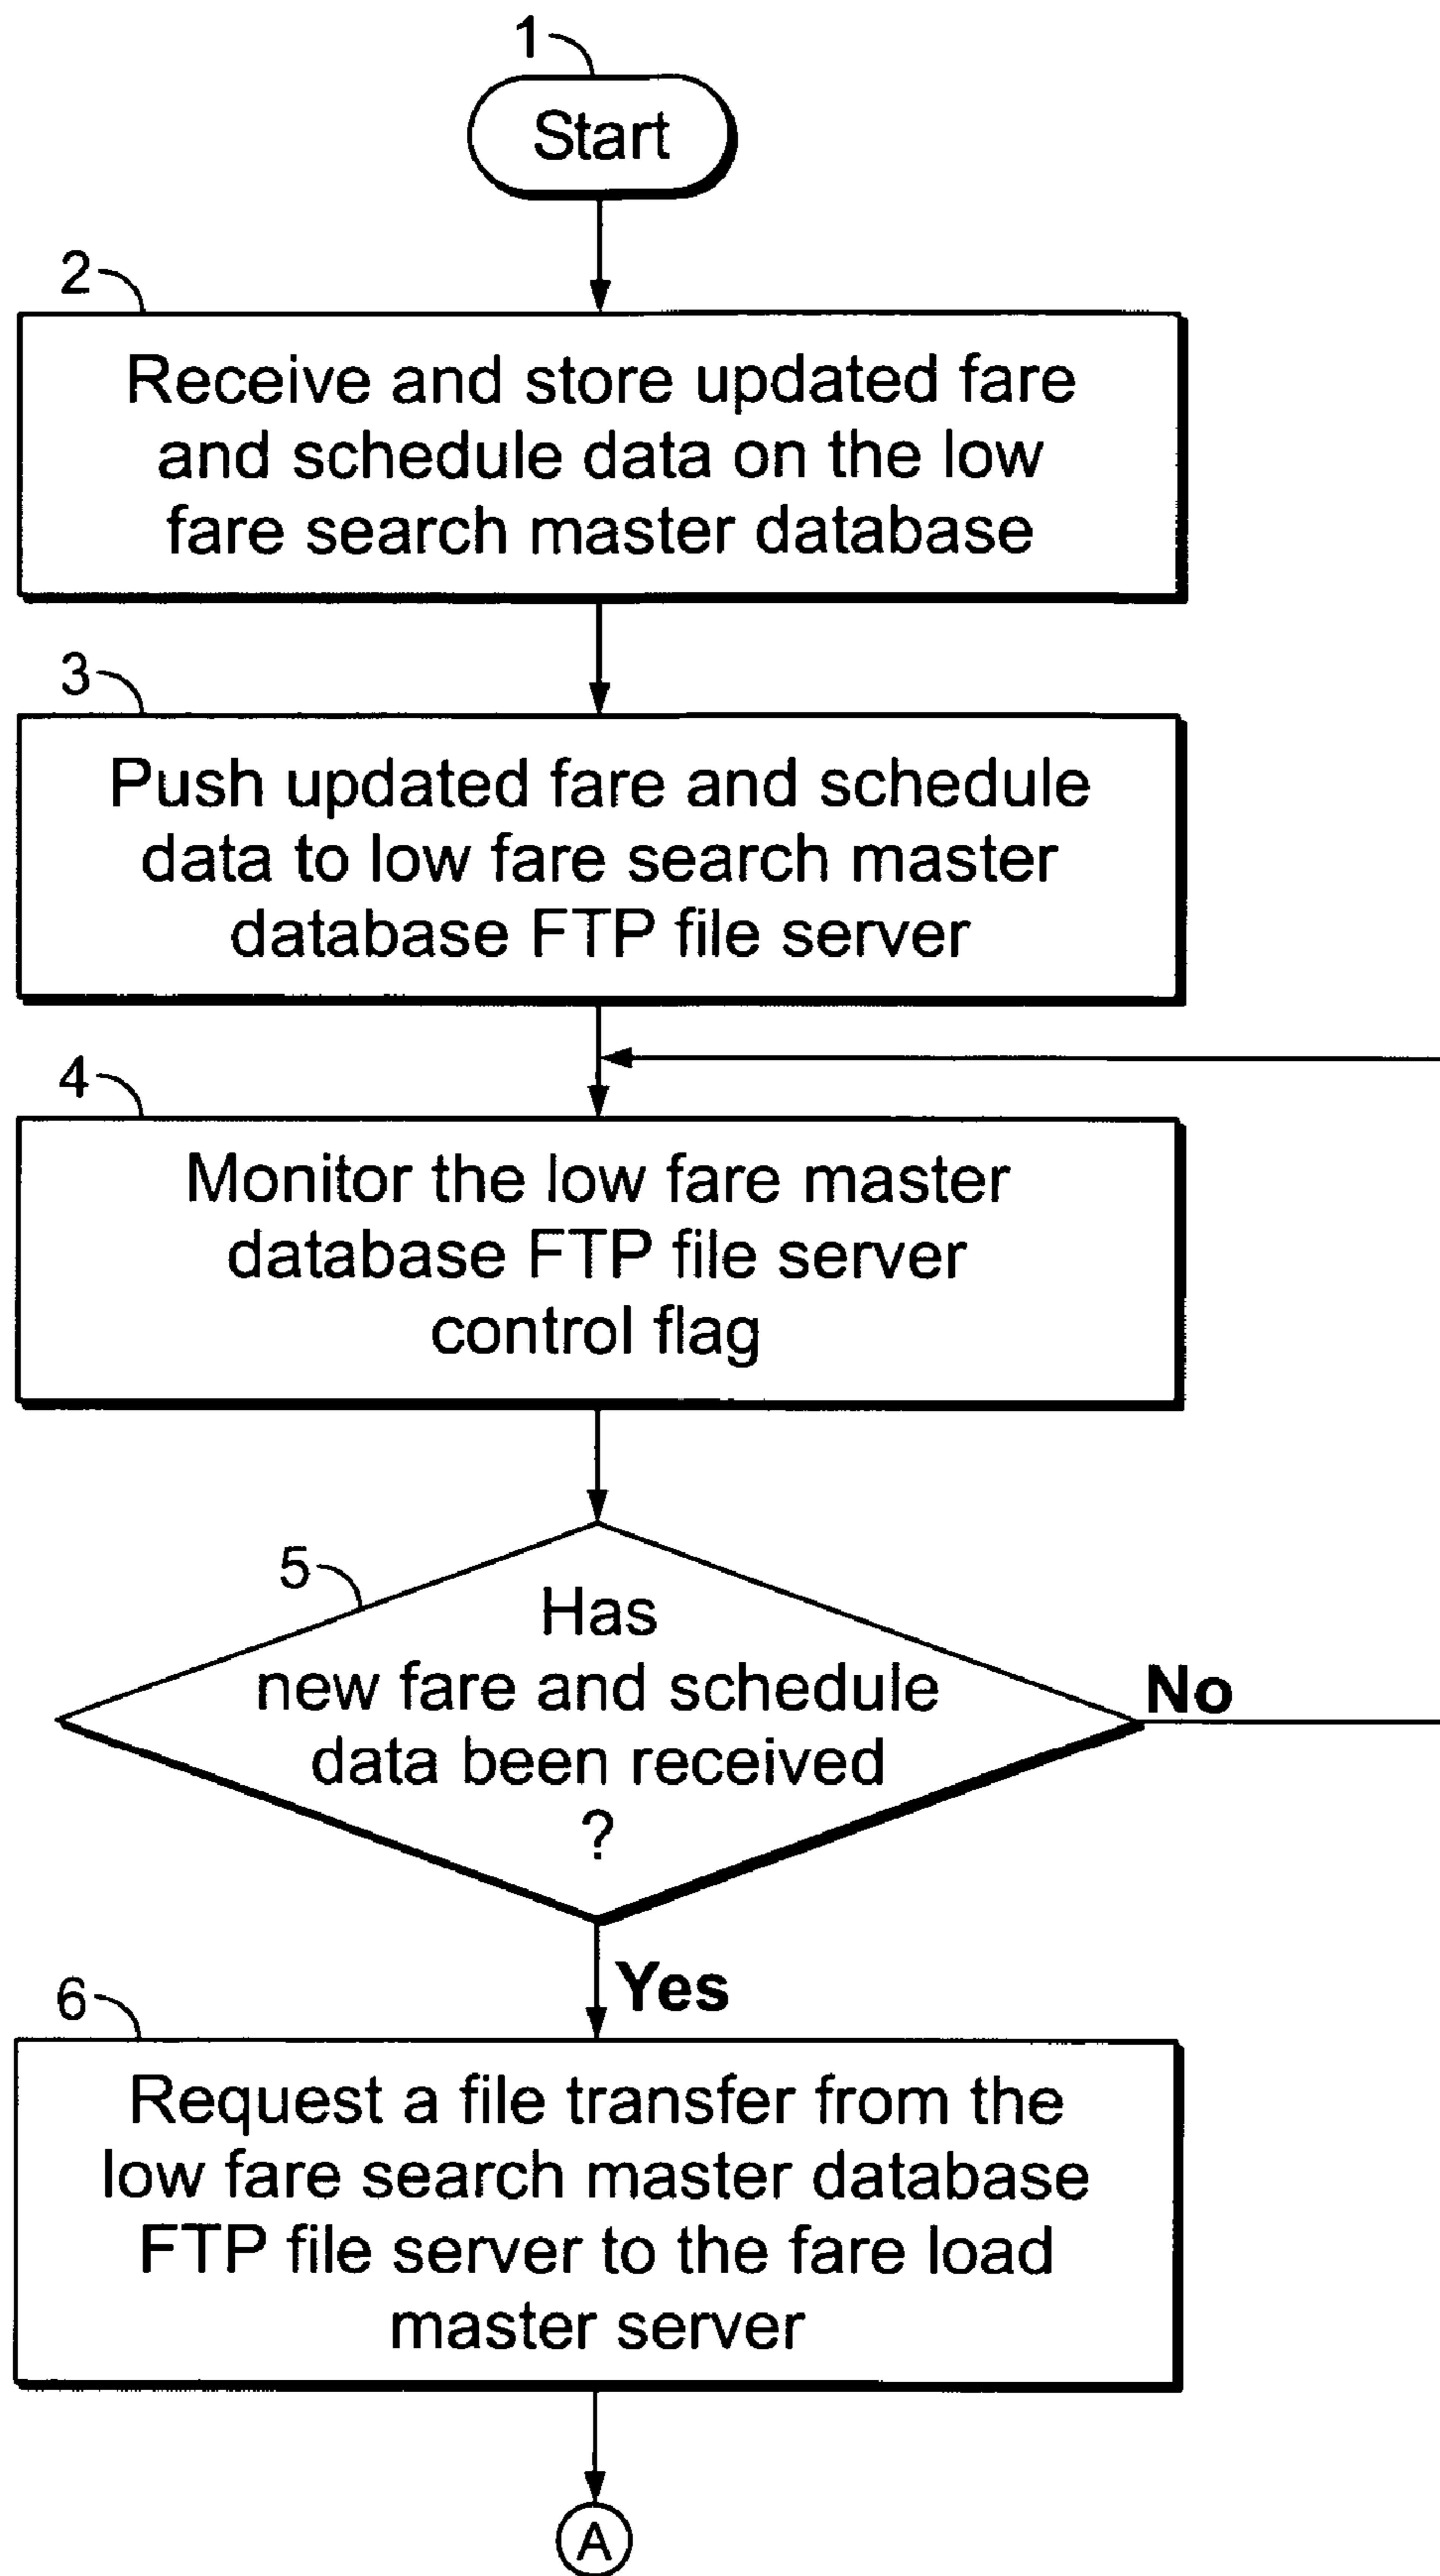 1
Start
2
Receive and store updated fare
and schedule data on the low
fare search master database
3
Push updated fare and schedule
data to low fare search master
database FTP file server
4
Monitor the low fare master
database FTP file server
control flag
5
Has
new fare and schedule
data been received
?
No
Yes
6
Request a file transfer from the
low fare search master database
FTP file server to the fare load
master server
A